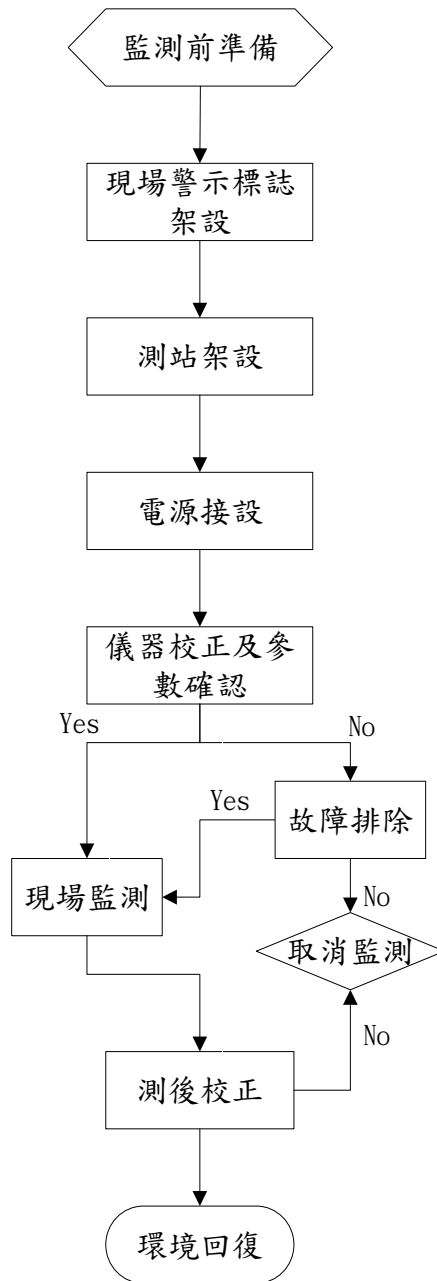 監測前準備
現場警示標誌
架設
測站架設
電源接設
儀器校正及參
數確認
Yes
No
Yes
故障排除
現場監測
No
取消監測
No
測後校正
環境回復